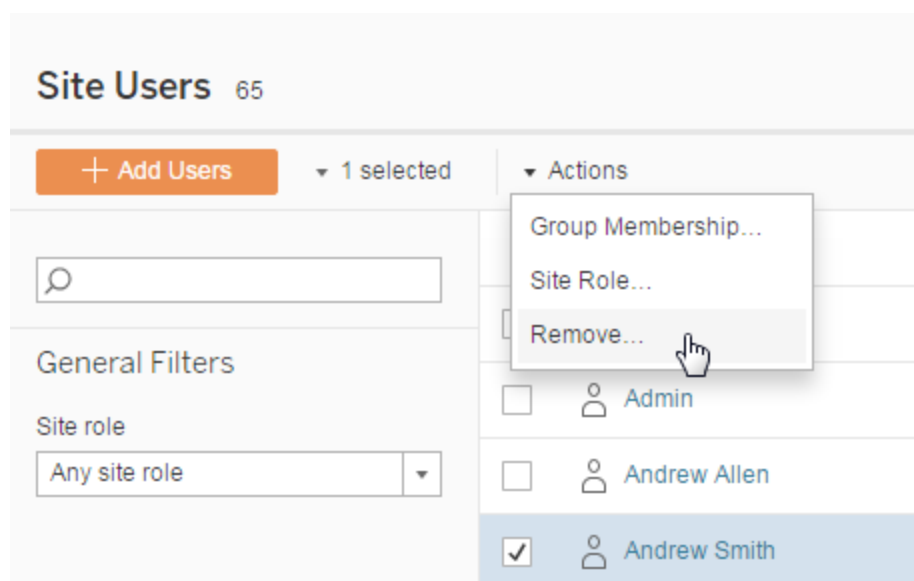 Site Users 65
+ Add Users
1 selected
Actions
Group Membership...
Site Role...
Remove...
General Filters
Site role
Any site role
Admin
Andrew Allen
Andrew Smith